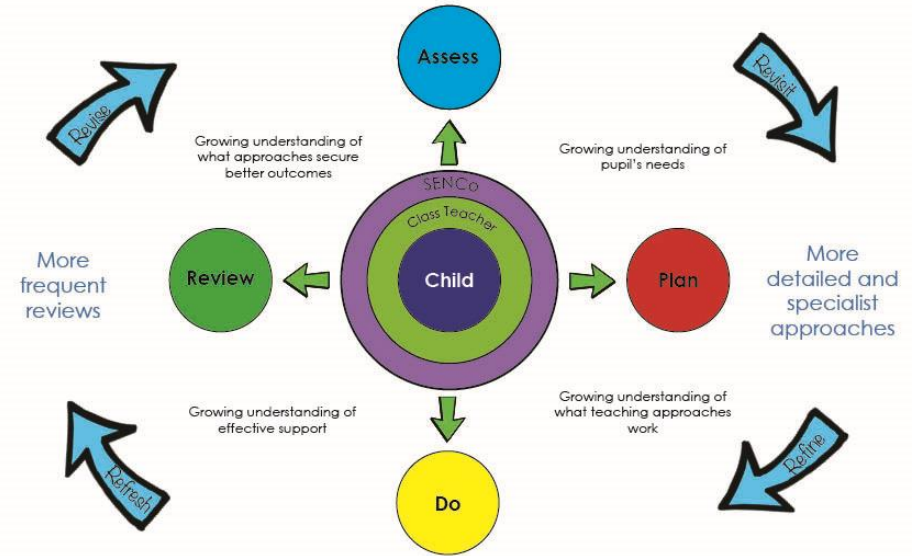 Assess
Revise
Revisit
Growing understanding of
what approaches secure
better outcomes
Growing understanding of
pupil's needs
SENCo
Class Teacher
Child
Review
Plan
More
frequent
reviews
More
detailed and
specialist
approaches
Growing understanding of
effective support
Growing understanding of
what teaching approaches
work
Refresh
Refine
Do